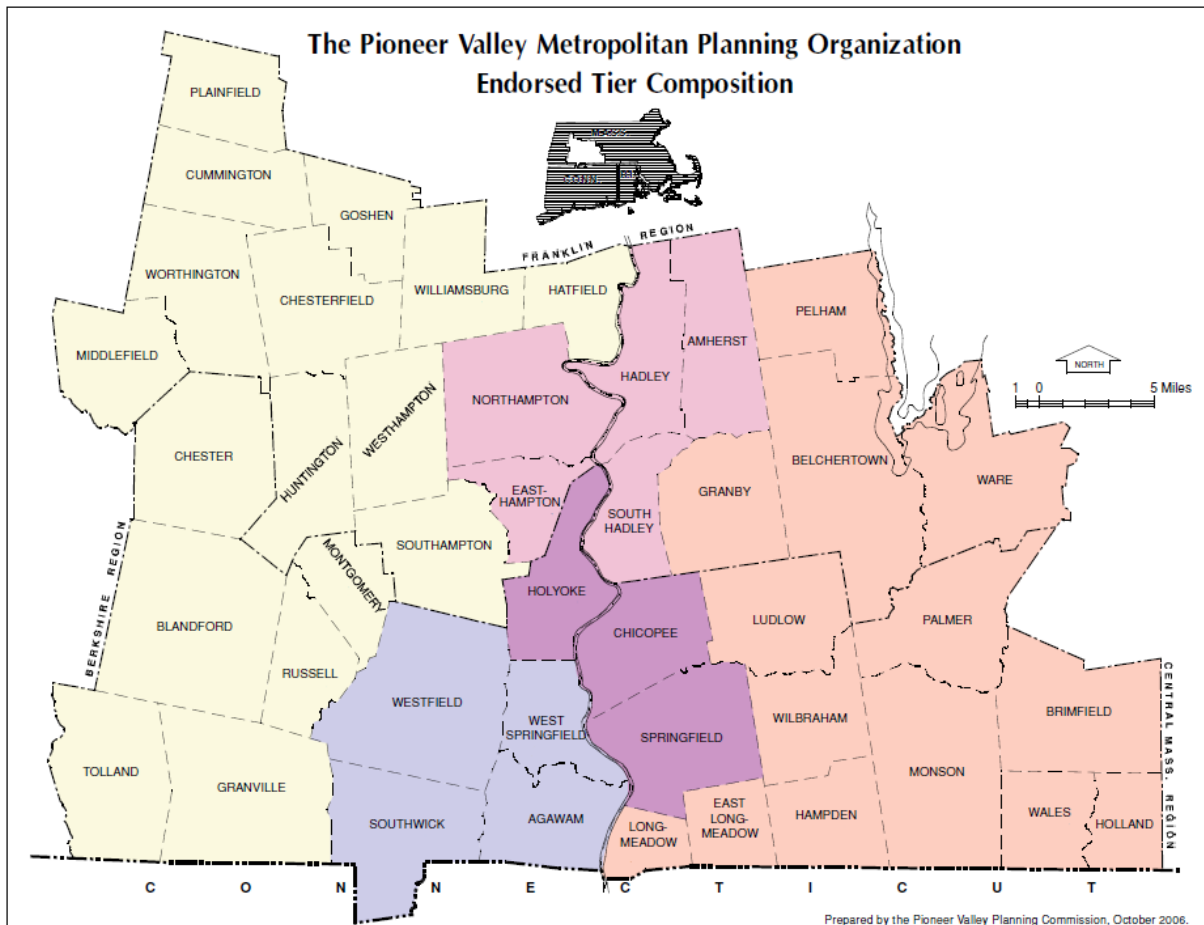 The Pioneer Valley Metropolitan Planning Organization
Endorsed Tier Composition
MASS.
CONN.
R.I.
PLAINFIELD
CUMMINGTON
GOSHEN
WORTHINGTON
CHESTERFIELD
WILLIAMSBURG
HATFIELD
FRANKLIN REGION
MIDDLEFIELD
PELHAM
AMHERST
HADLEY
NORTH
1 0 5 Miles
NORTHAMPTON
WESTHAMPTON
HUNTINGTON
CHESTER
BELCHERTOWN
WARE
GRANBY
EAST-
HAMPTON
SOUTH
HADLEY
SOUTHAMPTON
MONTGOMERY
HOLYOKE
BERKSHIRE REGION
BLANDFORD
RUSSELL
CHICOPEE
LUDLOW
PALMER
WESTFIELD
WEST
SPRINGFIELD
SPRINGFIELD
WILBRAHAM
BRIMFIELD
CENTRAL MASS. REGION
TOLLAND
GRANVILLE
MONSON
SOUTHWICK
AGAWAM
LONG-
MEADOW
EAST
LONG-
MEADOW
HAMPDEN
WALES
HOLLAND
C O N N E C T I C U T
Prepared by the Pioneer Valley Planning Commission, October 2006.